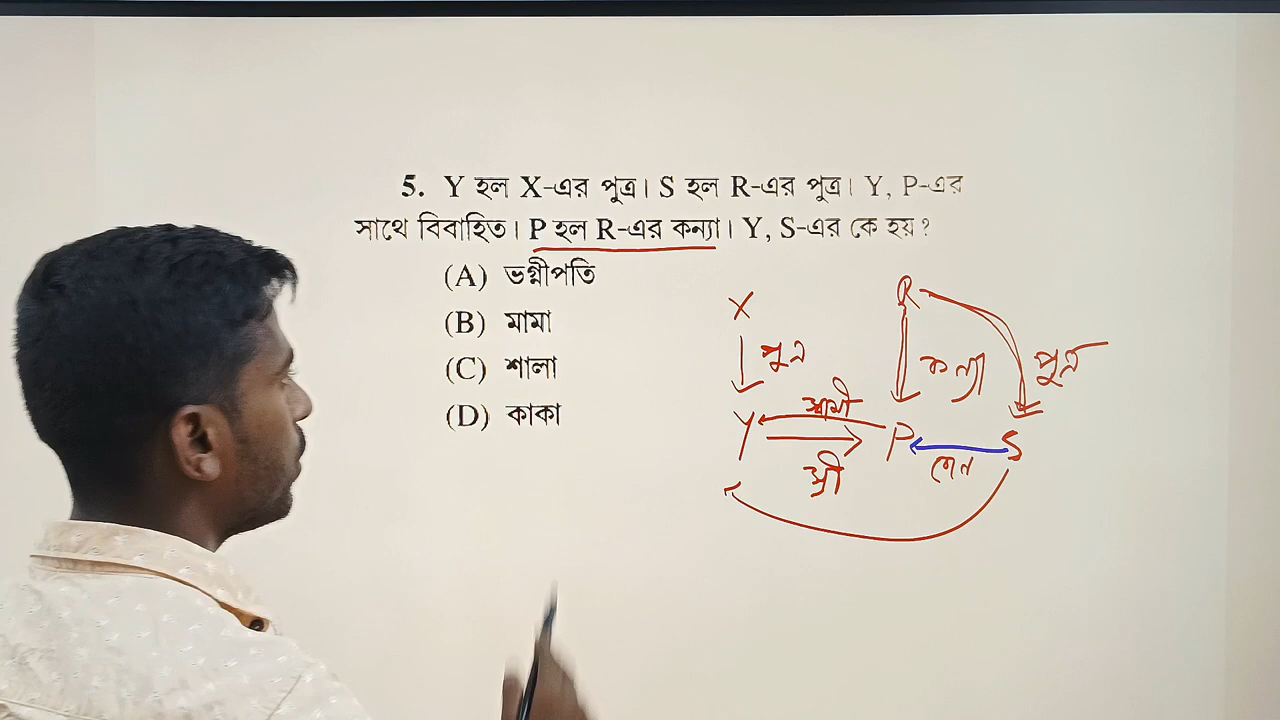 5. Y হল X-এর পুত্র। S হল R-এর পুত্র। Y, P-এর
সাথে বিবাহিত। P হল R-এর কন্যা। Y, S-এর কে হয়?
(A) ভগ্নীপতি
(B) মামা
(C) শালা
(D) কাকা
X R
পুত্র কন্যা পুত্র
স্বামী
Y P S
স্ত্রী বোন